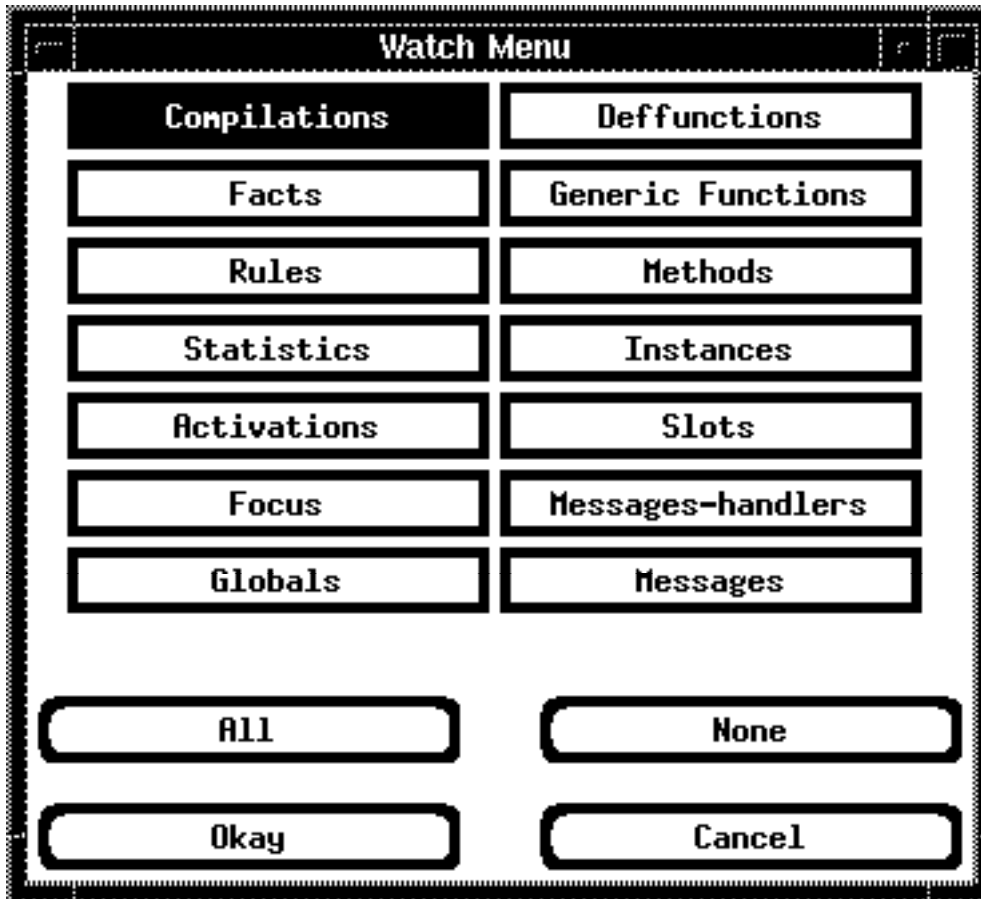 Watch Menu
Compilations Deffunctions
Facts Generic Functions
Rules Methods
Statistics Instances
Activations Slots
Focus Messages-handlers
Globals Messages
All None
Okay Cancel